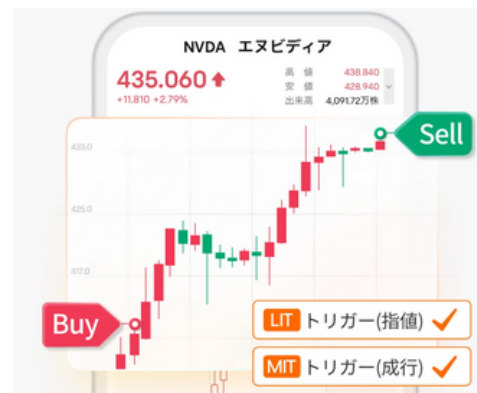 NVDA エヌビディア
435.060
高 値 438.840
+11.810 +2.79%
安 値 428.940
出来高 4,091.72万株
Sell
433.0
425.0
417.0
Buy
LIT トリガー(指値)
MIT トリガー(成行)